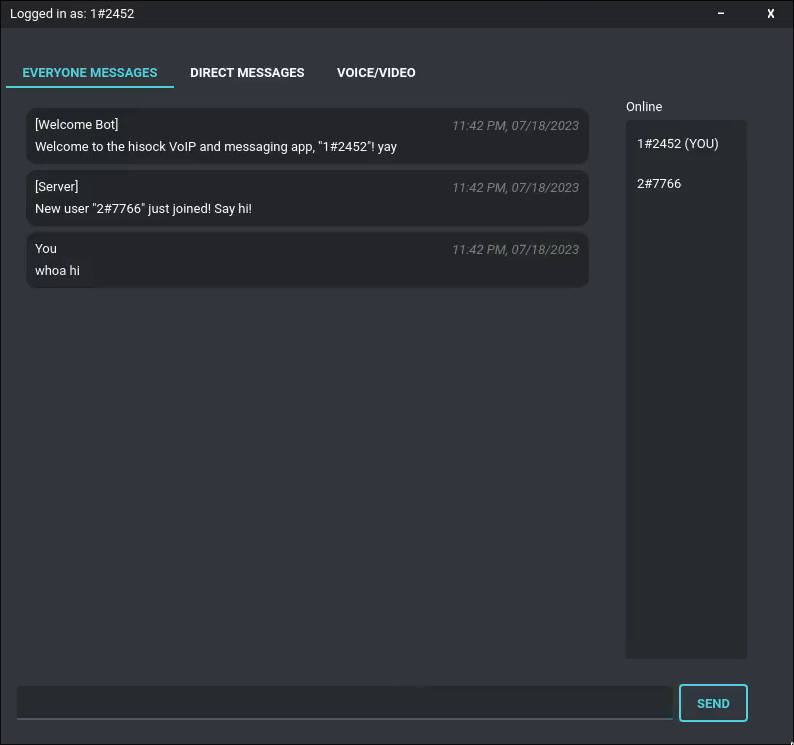 Logged in as: 1#2452
– X
EVERYONE MESSAGES DIRECT MESSAGES VOICE/VIDEO
Online
[Welcome Bot] 11:42 PM, 07/18/2023
Welcome to the hisock VoIP and messaging app, "1#2452"! yay
[Server] 11:42 PM, 07/18/2023
New user "2#7766" just joined! Say hi!
You 11:42 PM, 07/18/2023
whoa hi
1#2452 (YOU)
2#7766
SEND